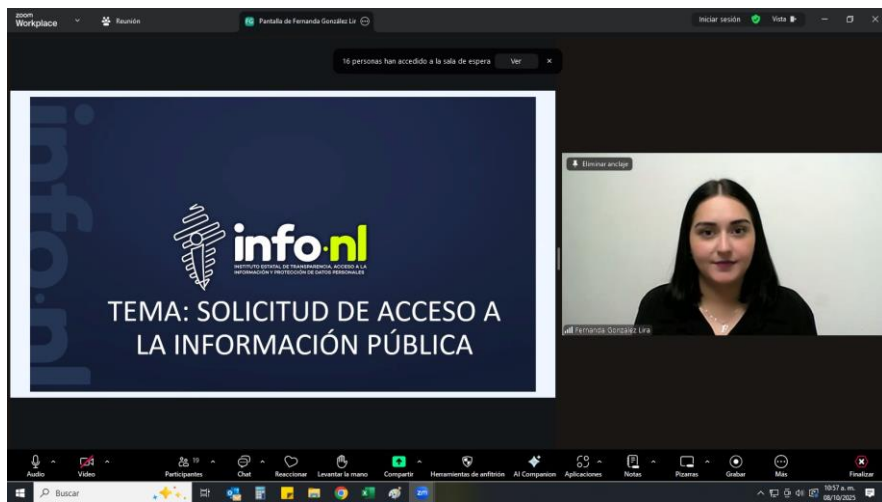 zoom
Workplace
Reunión
FG
Pantalla de Fernanda González Lir
Iniciar sesión
Vista
16 personas han accedido a la sala de espera
Ver
info.nl
info·nl
INSTITUTO ESTATAL DE TRANSPARENCIA, ACCESO A LA
INFORMACIÓN Y PROTECCIÓN DE DATOS PERSONALES
TEMA: SOLICITUD DE ACCESO A
LA INFORMACIÓN PÚBLICA
Eliminar anclaje
Fernanda González Lira
19
Audio
Vídeo
Participantes
Chat
Reaccionar
Levantar la mano
Compartir
Herramientas de anfitrión
AI Companion
Aplicaciones
Notas
Pizarras
Grabar
Más
Finalizar
Buscar
zm
10:57 a. m.
08/10/2025